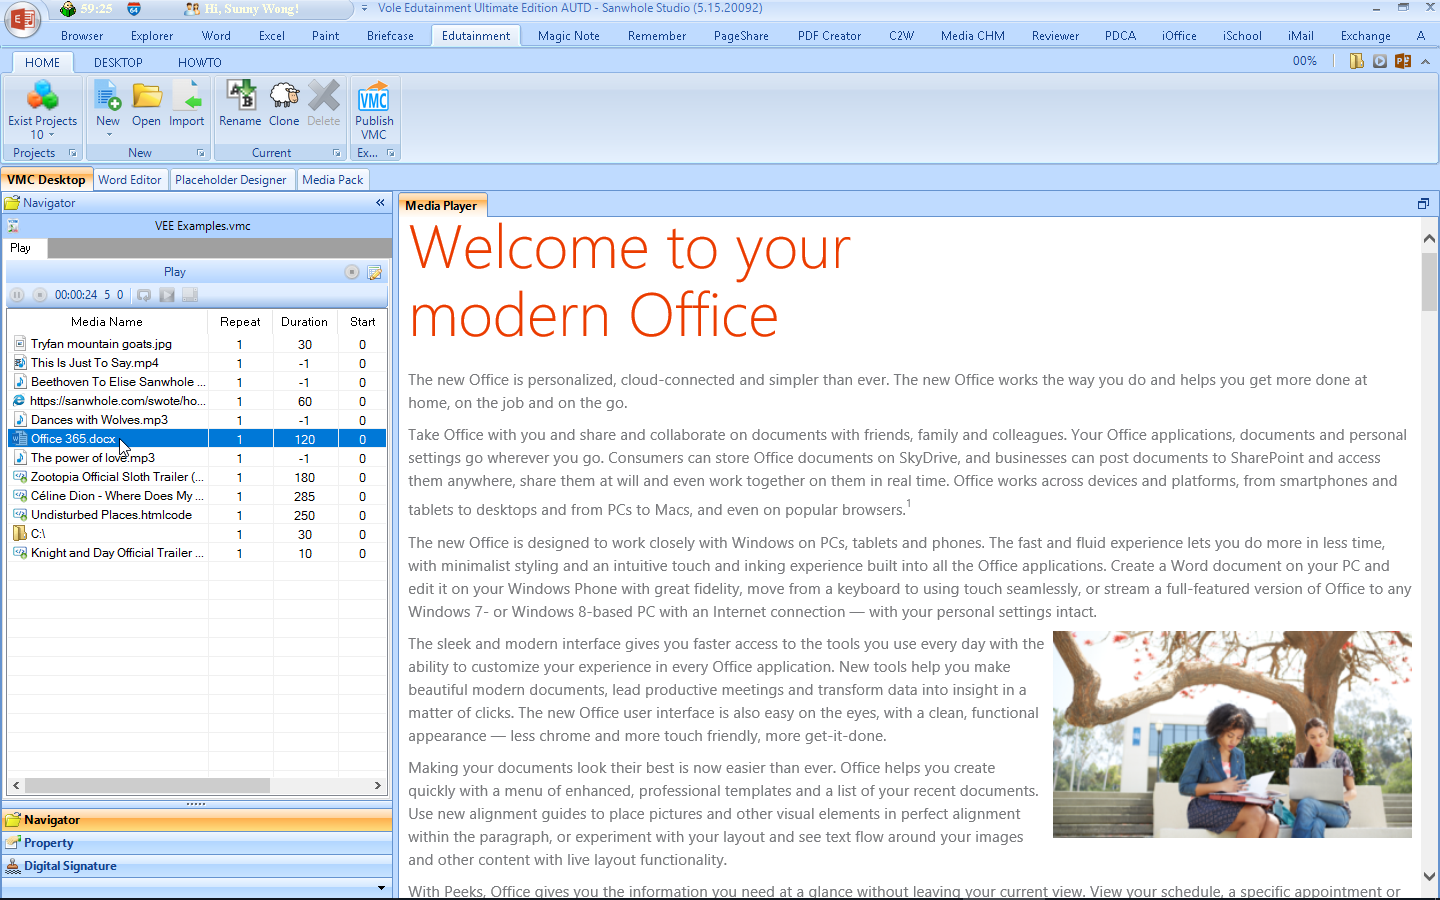 59:25 64 Hi, Sunny Wong! Vole Edutainment Ultimate Edition AUTD - Sanwhole Studio (5.15.20092)
Browser Explorer Word Excel Paint Briefcase Edutainment Magic Note Remember PageShare PDF Creator C2W Media CHM Reviewer PDCA iOffice iSchool iMail Exchange A
HOME DESKTOP HOWTO 00%
Exist Projects 10 New Open Import Rename Clone Delete Publish VMC
Projects New Current Ex...
VMC Desktop Word Editor Placeholder Designer Media Pack
Navigator «
VEE Examples.vmc
Play
Play
00:00:24 5 0
Media Name Repeat Duration Start
Tryfan mountain goats.jpg 1 30 0
This Is Just To Say.mp4 1 -1 0
Beethoven To Elise Sanwhole ... 1 -1 0
https://sanwhole.com/swote/ho... 1 60 0
Dances with Wolves.mp3 1 -1 0
Office 365.docx 1 120 0
The power of love.mp3 1 -1 0
Zootopia Official Sloth Trailer (... 1 180 0
Céline Dion - Where Does My ... 1 285 0
Undisturbed Places.htmlcode 1 250 0
C:\ 1 30 0
Knight and Day Official Trailer ... 1 10 0
Navigator
Property
Digital Signature
Media Player
Welcome to your
modern Office
The new Office is personalized, cloud-connected and simpler than ever. The new Office works the way you do and helps you get more done at
home, on the job and on the go.
Take Office with you and share and collaborate on documents with friends, family and colleagues. Your Office applications, documents and personal
settings go wherever you go. Consumers can store Office documents on SkyDrive, and businesses can post documents to SharePoint and access
them anywhere, share them at will and even work together on them in real time. Office works across devices and platforms, from smartphones and
tablets to desktops and from PCs to Macs, and even on popular browsers.1
The new Office is designed to work closely with Windows on PCs, tablets and phones. The fast and fluid experience lets you do more in less time,
with minimalist styling and an intuitive touch and inking experience built into all the Office applications. Create a Word document on your PC and
edit it on your Windows Phone with great fidelity, move from a keyboard to using touch seamlessly, or stream a full-featured version of Office to any
Windows 7- or Windows 8-based PC with an Internet connection — with your personal settings intact.
The sleek and modern interface gives you faster access to the tools you use every day with the
ability to customize your experience in every Office application. New tools help you make
beautiful modern documents, lead productive meetings and transform data into insight in a
matter of clicks. The new Office user interface is also easy on the eyes, with a clean, functional
appearance — less chrome and more touch friendly, more get-it-done.
Making your documents look their best is now easier than ever. Office helps you create
quickly with a menu of enhanced, professional templates and a list of your recent documents.
Use new alignment guides to place pictures and other visual elements in perfect alignment
within the paragraph, or experiment with your layout and see text flow around your images
and other content with live layout functionality.
With Peeks, Office gives you the information you need at a glance without leaving your current view. View your schedule, a specific appointment or